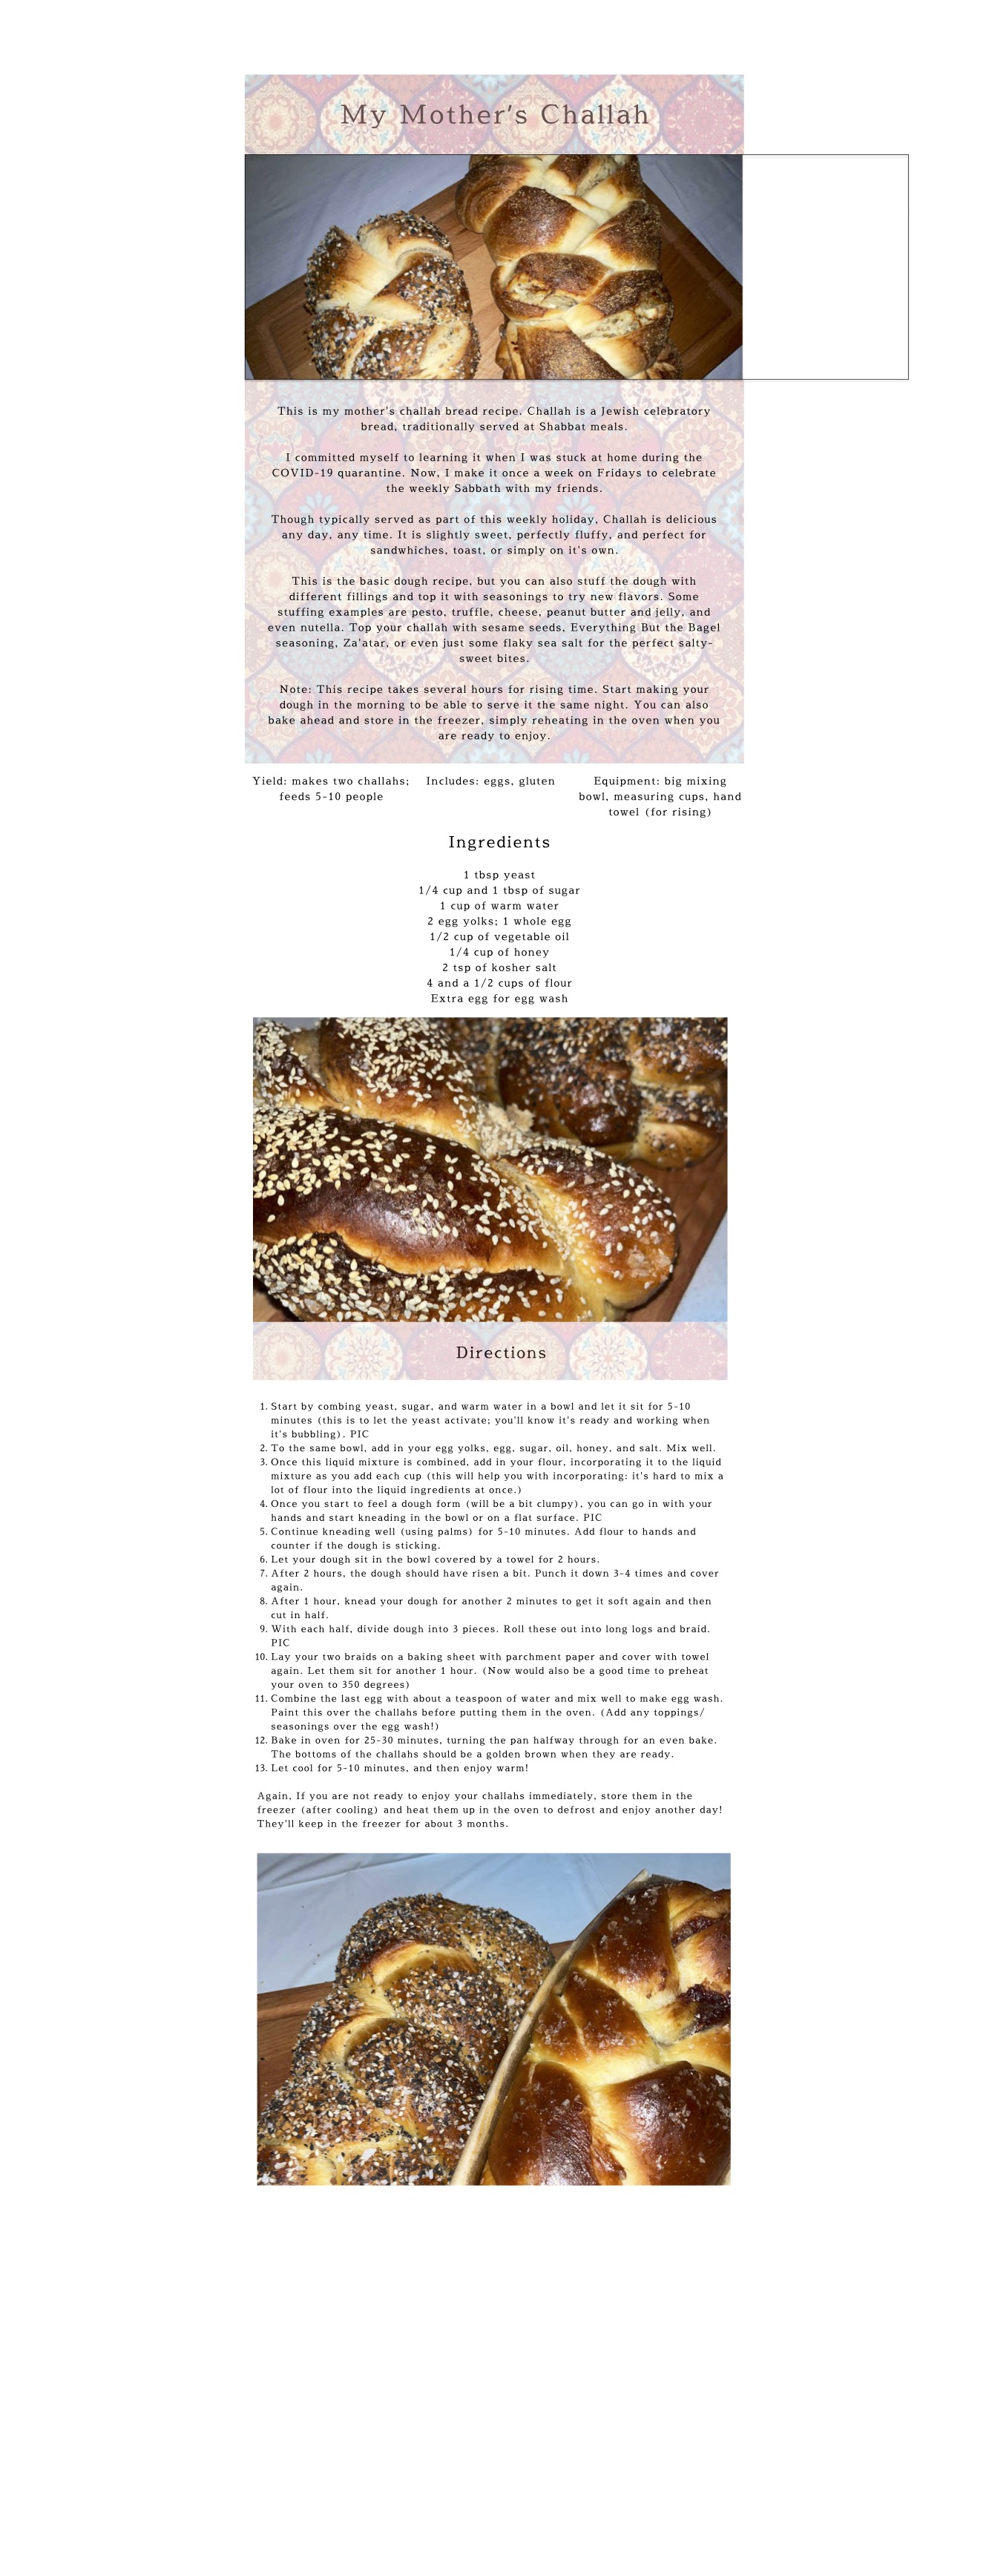 My Mother's Challah
This is my mother's challah bread recipe. Challah is a Jewish celebratory
bread, traditionally served at Shabbat meals.
I committed myself to learning it when I was stuck at home during the
COVID-19 quarantine. Now, I make it once a week on Fridays to celebrate
the weekly Sabbath with my friends.
Though typically served as part of this weekly holiday, Challah is delicious
any day, any time. It is slightly sweet, perfectly fluffy, and perfect for
sandwhiches, toast, or simply on it's own.
This is the basic dough recipe, but you can also stuff the dough with
different fillings and top it with seasonings to try new flavors. Some
stuffing examples are pesto, truffle, cheese, peanut butter and jelly, and
even nutella. Top your challah with sesame seeds, Everything But the Bagel
seasoning, Za'atar, or even just some flaky sea salt for the perfect salty-
sweet bites.
Note: This recipe takes several hours for rising time. Start making your
dough in the morning to be able to serve it the same night. You can also
bake ahead and store in the freezer, simply reheating in the oven when you
are ready to enjoy.
Yield: makes two challahs;
feeds 5-10 people
Includes: eggs, gluten
Equipment: big mixing
bowl, measuring cups, hand
towel (for rising)
Ingredients
1 tbsp yeast
1/4 cup and 1 tbsp of sugar
1 cup of warm water
2 egg yolks; 1 whole egg
1/2 cup of vegetable oil
1/4 cup of honey
2 tsp of kosher salt
4 and a 1/2 cups of flour
Extra egg for egg wash
Directions
1. Start by combing yeast, sugar, and warm water in a bowl and let it sit for 5-10
minutes (this is to let the yeast activate; you'll know it's ready and working when
it's bubbling). PIC
2. To the same bowl, add in your egg yolks, egg, sugar, oil, honey, and salt. Mix well.
3. Once this liquid mixture is combined, add in your flour, incorporating it to the liquid
mixture as you add each cup (this will help you with incorporating: it's hard to mix a
lot of flour into the liquid ingredients at once.)
4. Once you start to feel a dough form (will be a bit clumpy), you can go in with your
hands and start kneading in the bowl or on a flat surface. PIC
5. Continue kneading well (using palms) for 5-10 minutes. Add flour to hands and
counter if the dough is sticking.
6. Let your dough sit in the bowl covered by a towel for 2 hours.
7. After 2 hours, the dough should have risen a bit. Punch it down 3-4 times and cover
again.
8. After 1 hour, knead your dough for another 2 minutes to get it soft again and then
cut in half.
9. With each half, divide dough into 3 pieces. Roll these out into long logs and braid.
PIC
10. Lay your two braids on a baking sheet with parchment paper and cover with towel
again. Let them sit for another 1 hour. (Now would also be a good time to preheat
your oven to 350 degrees)
11. Combine the last egg with about a teaspoon of water and mix well to make egg wash.
Paint this over the challahs before putting them in the oven. (Add any toppings/
seasonings over the egg wash!)
12. Bake in oven for 25-30 minutes, turning the pan halfway through for an even bake.
The bottoms of the challahs should be a golden brown when they are ready.
13. Let cool for 5-10 minutes, and then enjoy warm!
Again, If you are not ready to enjoy your challahs immediately, store them in the
freezer (after cooling) and heat them up in the oven to defrost and enjoy another day!
They'll keep in the freezer for about 3 months.